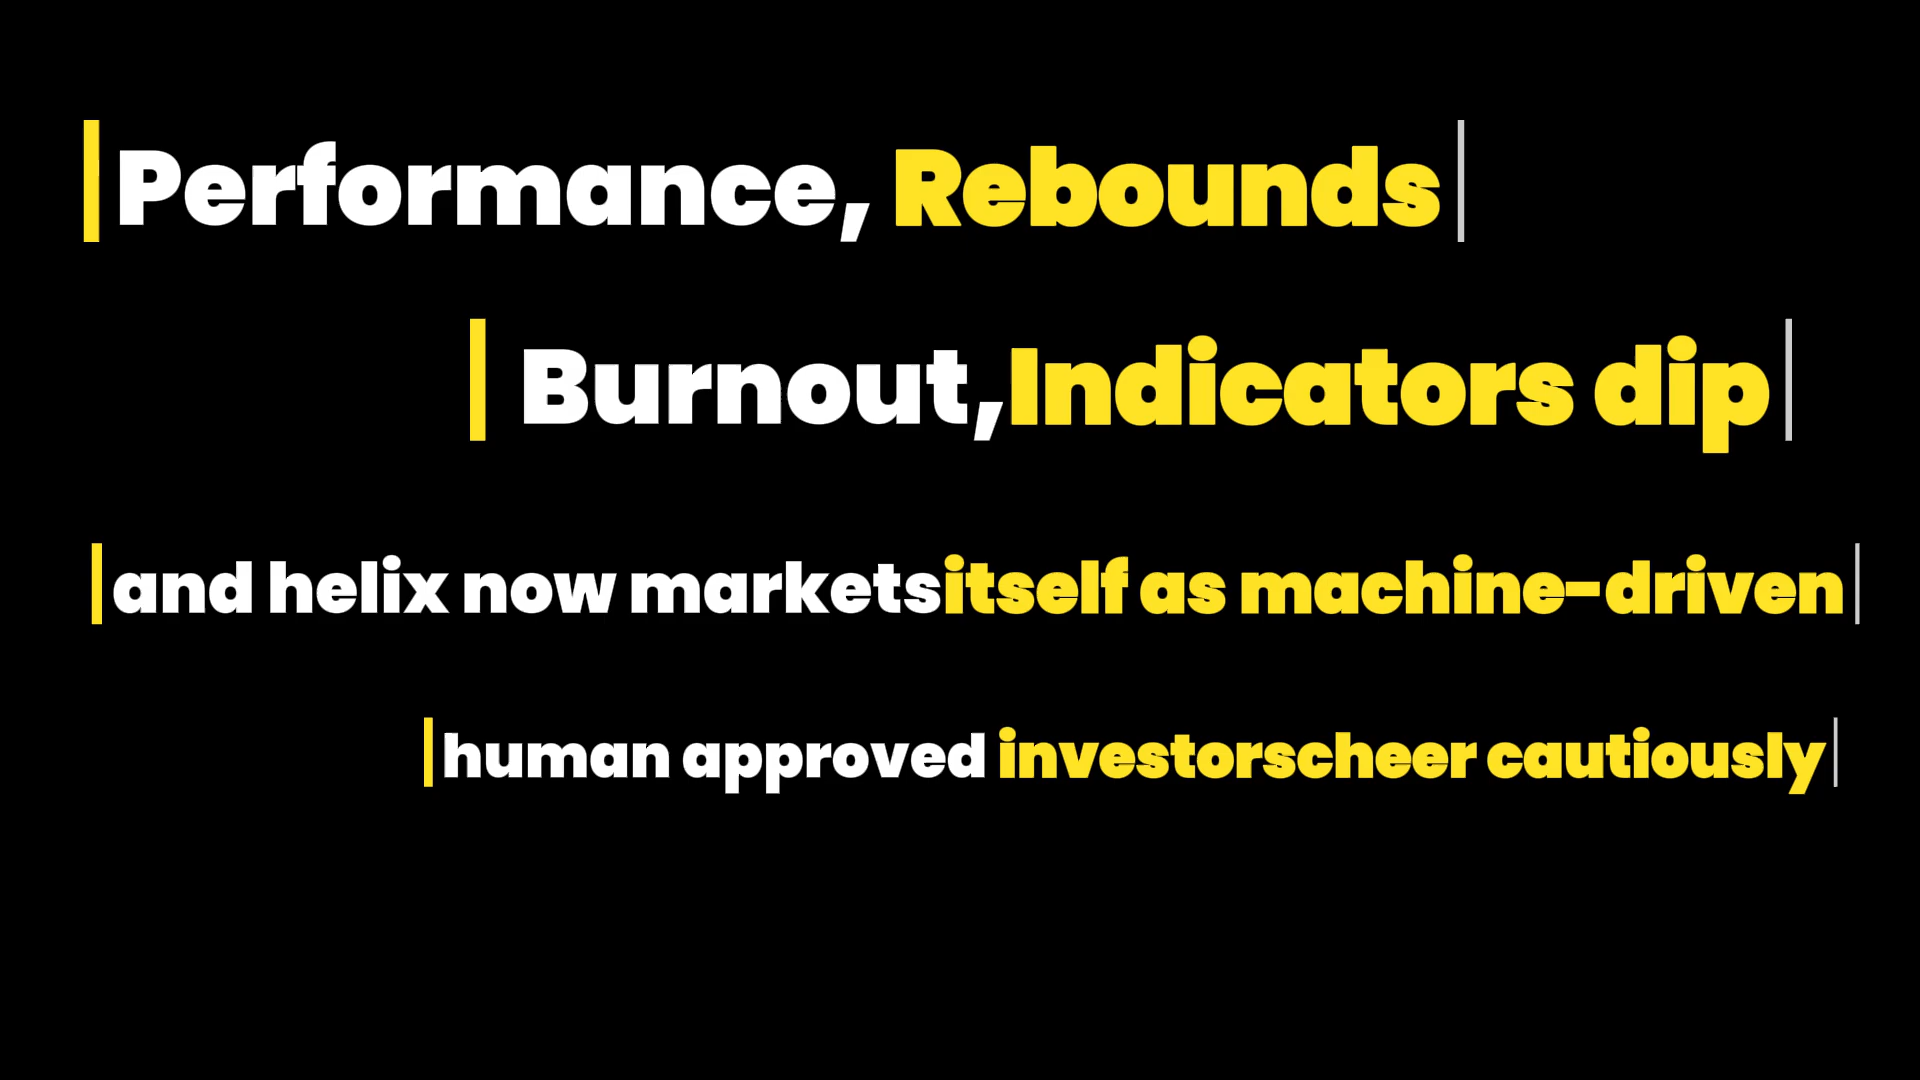 Performance, Rebounds
Burnout,Indicators dip
and helix now marketsitself as machine-driven
human approved investorscheer cautiously